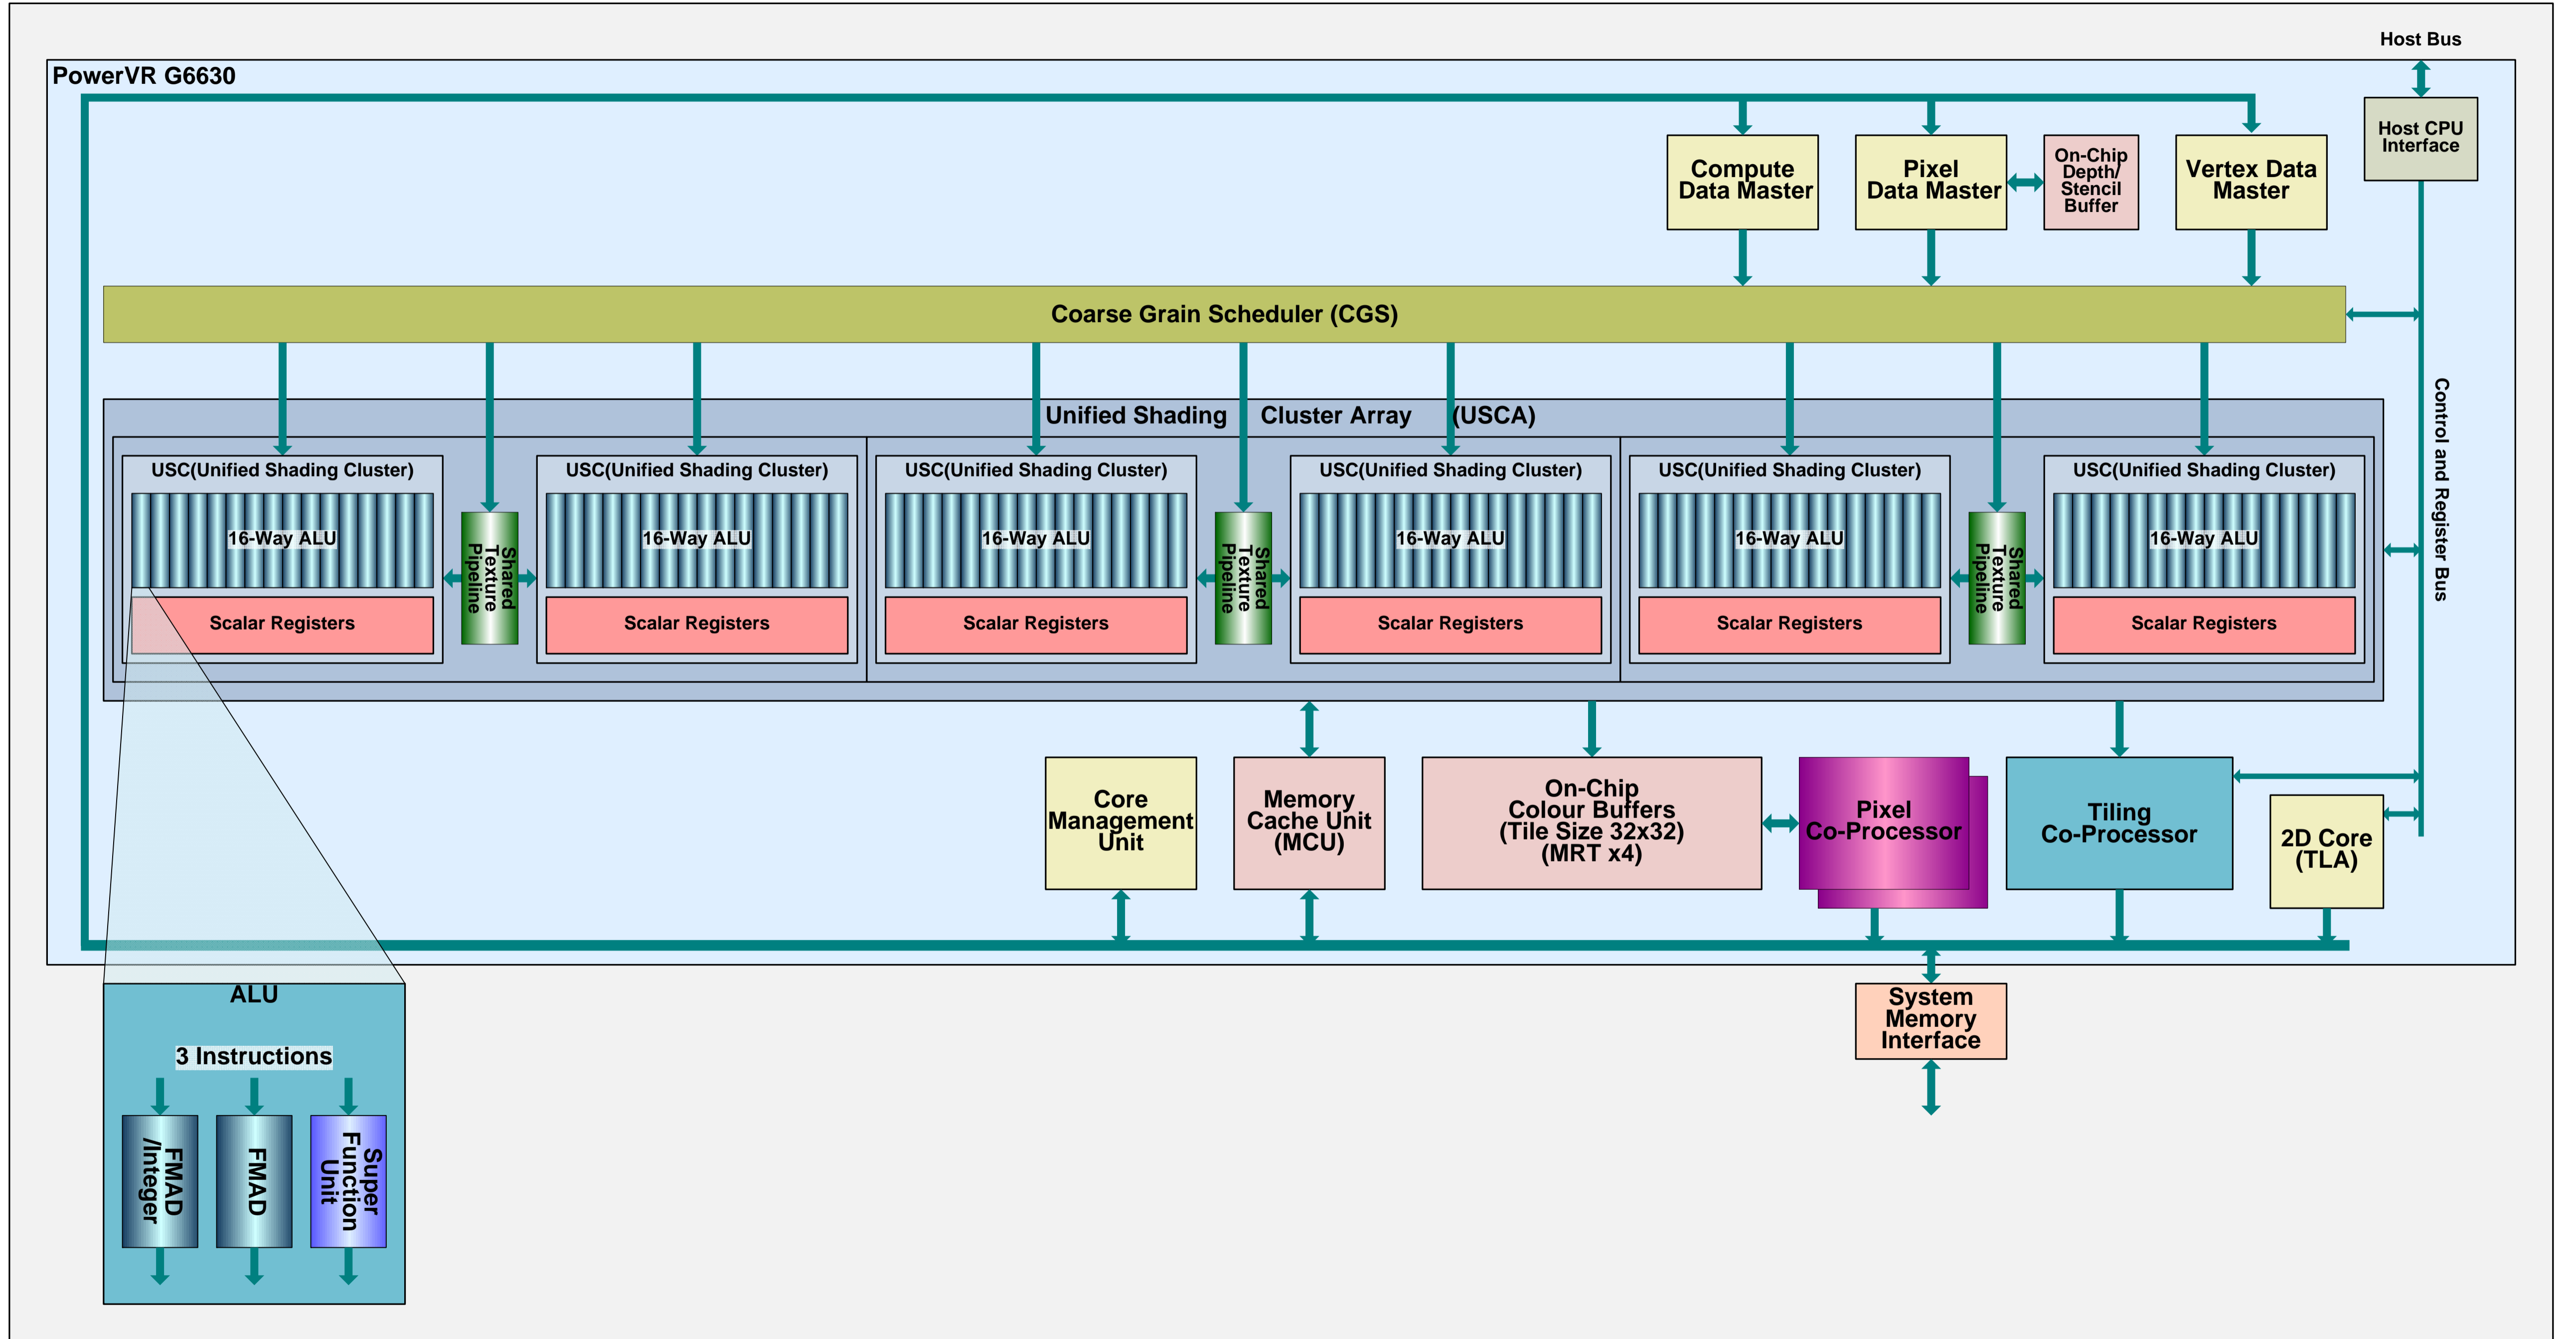 Host Bus
PowerVR G6630
Host CPU
Interface
Compute
Data Master
Pixel
Data Master
On-Chip
Depth/
Stencil
Buffer
Vertex Data
Master
Coarse Grain Scheduler (CGS)
Control and Register Bus
Unified Shading Cluster Array (USCA)
USC(Unified Shading Cluster)
16-Way ALU
Scalar Registers
Shared
Texture
Pipeline
USC(Unified Shading Cluster)
16-Way ALU
Scalar Registers
USC(Unified Shading Cluster)
16-Way ALU
Scalar Registers
Shared
Texture
Pipeline
USC(Unified Shading Cluster)
16-Way ALU
Scalar Registers
USC(Unified Shading Cluster)
16-Way ALU
Scalar Registers
Shared
Texture
Pipeline
USC(Unified Shading Cluster)
16-Way ALU
Scalar Registers
Core
Management
Unit
Memory
Cache Unit
(MCU)
On-Chip
Colour Buffers
(Tile Size 32x32)
(MRT x4)
Pixel
Co-Processor
Tiling
Co-Processor
2D Core
(TLA)
System
Memory
Interface
ALU
3 Instructions
FMAD
/Integer
FMAD
Super
Function
Unit